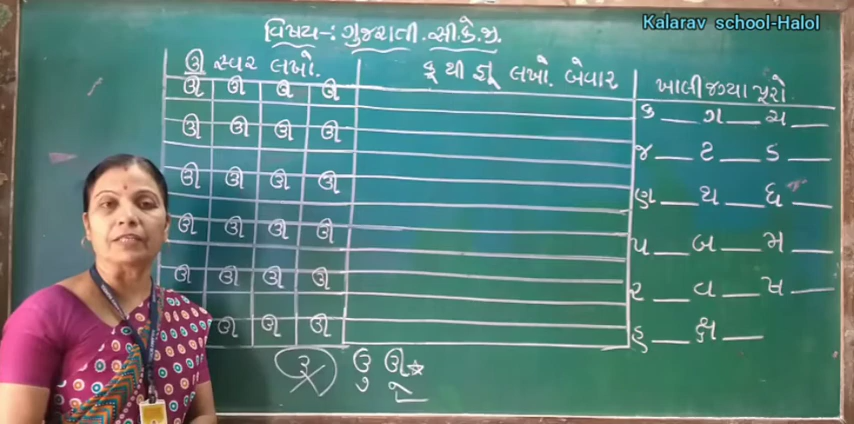 Kalarav school-Halol
વિષય-: ગુજરાતી. સી.કે.જી.
ઊ સ્વર લખો.
કૂ થી જ્ઞૂ લખો. બેવાર
ખાલી જગ્યા પૂરો.
ઊ ઊ ઊ ઊ
ઊ ઊ ઊ ઊ
ઊ ઊ ઊ ઊ
ઊ ઊ ઊ ઊ
ઊ ઊ ઊ ઊ
ઊ ઊ ઊ
ક __ ગ __ ચ __
જ __ ટ __ ડ __
ણ __ થ __ ધ __
પ __ બ __ મ __
ર __ વ __ ખ __
હ __ ક્ષ __
ઉ ઊ